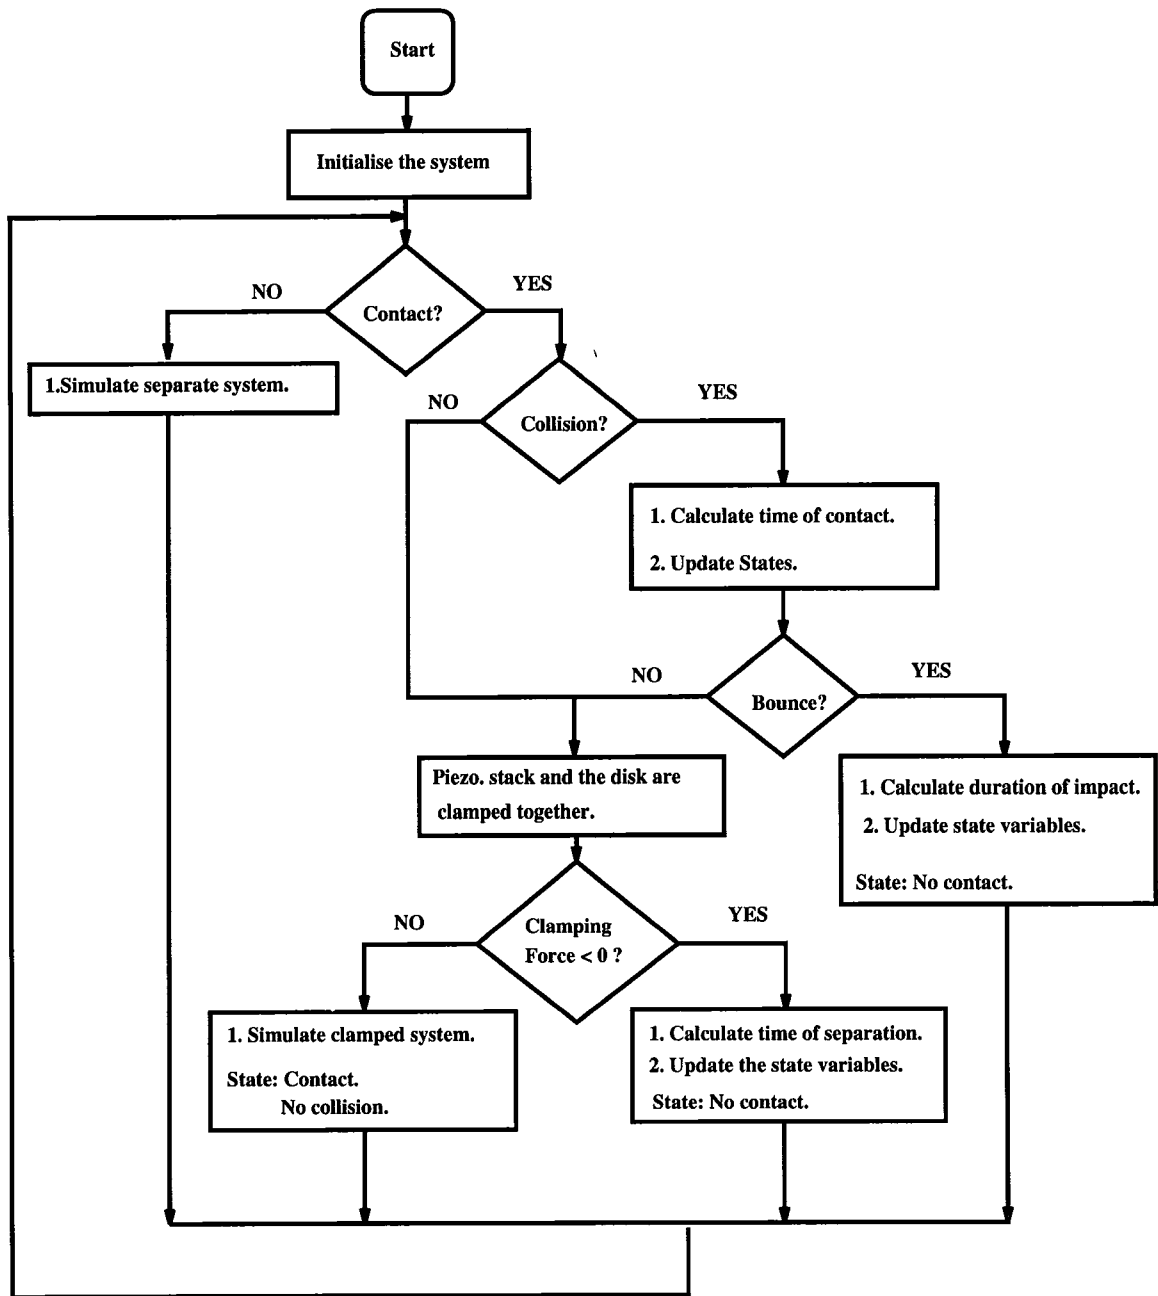 Start
Initialise the system
NO
YES
Contact?
1.Simulate separate system.
NO
YES
Collision?
1. Calculate time of contact.
2. Update States.
NO
YES
Bounce?
Piezo. stack and the disk are
clamped together.
1. Calculate duration of impact.
2. Update state variables.
State: No contact.
NO
YES
Clamping
Force < 0 ?
1. Simulate clamped system.
State: Contact.
No collision.
1. Calculate time of separation.
2. Update the state variables.
State: No contact.